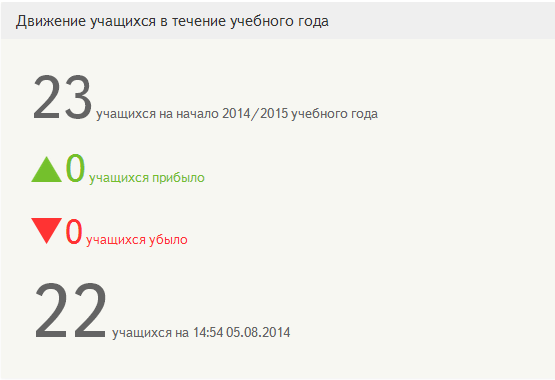 Движение учащихся в течение учебного года
23 учащихся на начало 2014/2015 учебного года
0 учащихся прибыло
0 учащихся убыло
22 учащихся на 14:54 05.08.2014